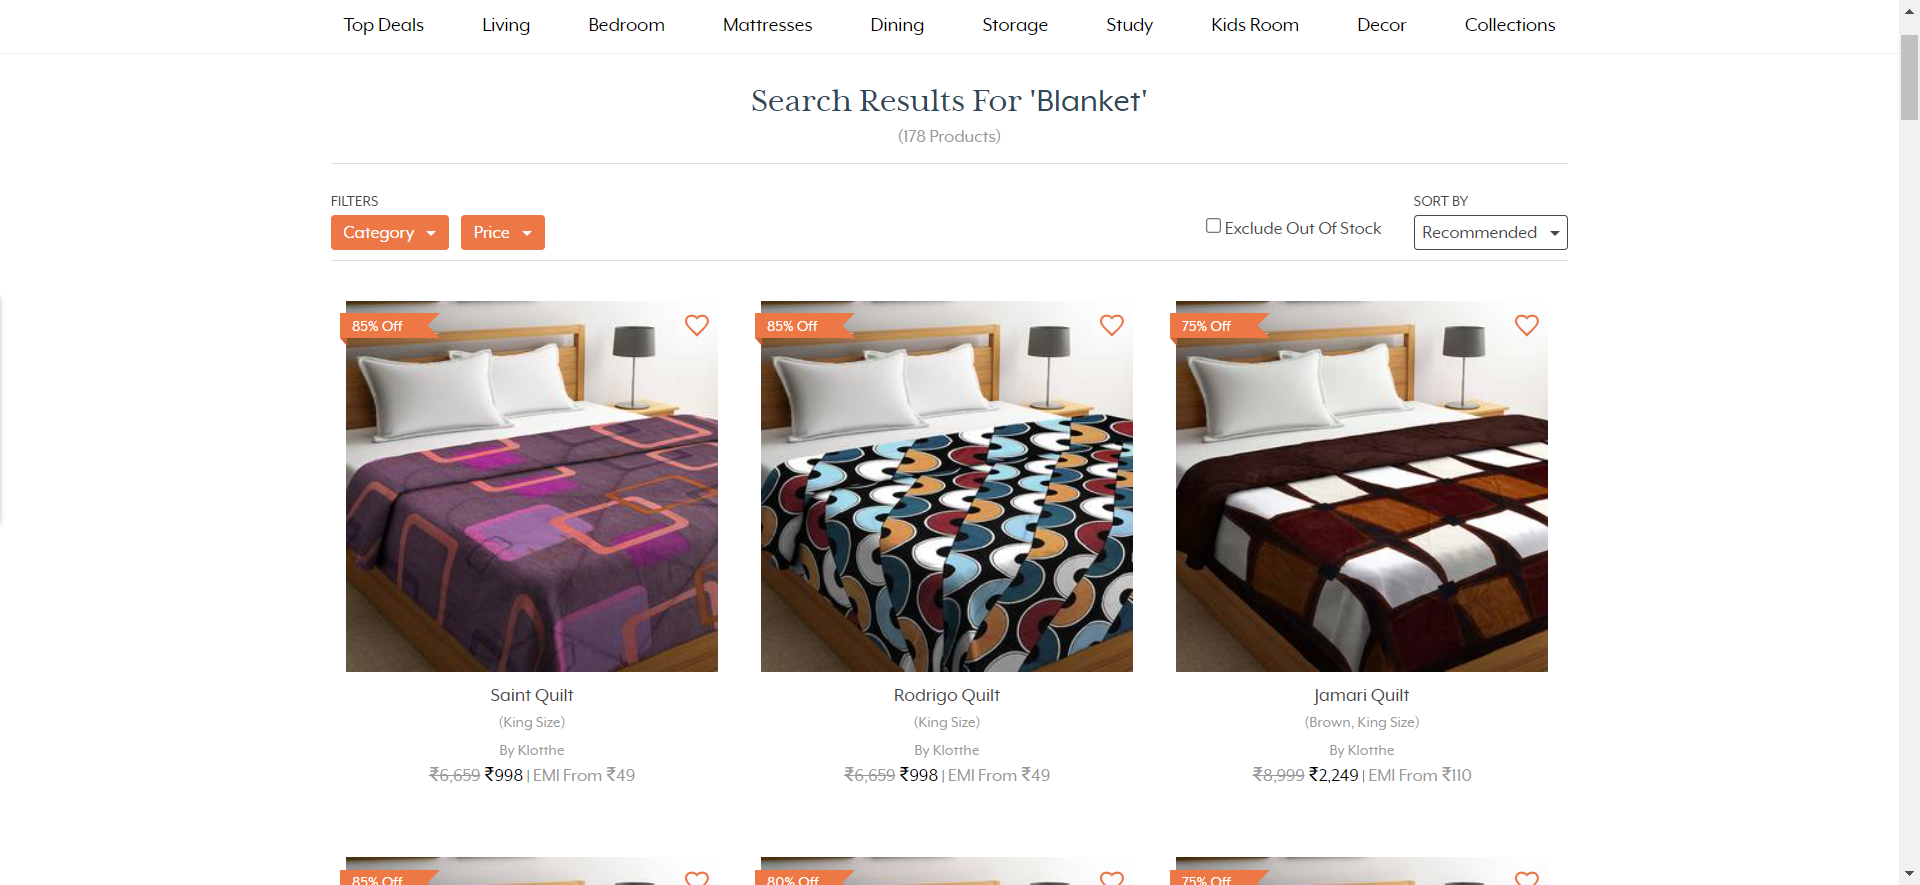 Top Deals Living Bedroom Mattresses Dining Storage Study Kids Room Decor Collections
Search Results For 'Blanket'
(178 Products)
FILTERS
Category Price
Exclude Out Of Stock
SORT BY
Recommended
85% Off
85% Off
75% Off
Saint Quilt
(King Size)
By Klotthe
₹6,659 ₹998 | EMI From ₹49
Rodrigo Quilt
(King Size)
By Klotthe
₹6,659 ₹998 | EMI From ₹49
Jamari Quilt
(Brown, King Size)
By Klotthe
₹8,999 ₹2,249 | EMI From ₹110
85% Off
80% Off
75% Off